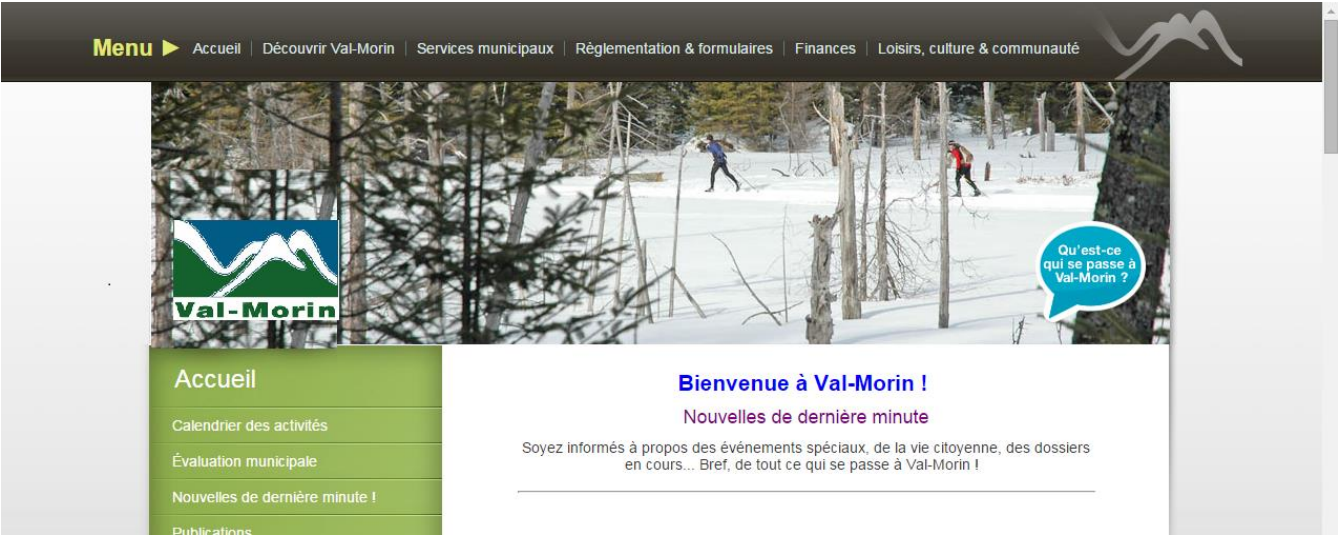 Menu ► Accueil | Découvrir Val-Morin | Services municipaux | Règlementation & formulaires | Finances | Loisirs, culture & communauté
Val-Morin
Qu'est-ce
qui se passe à
Val-Morin ?
Accueil
Calendrier des activités
Évaluation municipale
Nouvelles de dernière minute !
Publications
Bienvenue à Val-Morin !
Nouvelles de dernière minute
Soyez informés à propos des événements spéciaux, de la vie citoyenne, des dossiers
en cours... Bref, de tout ce qui se passe à Val-Morin !